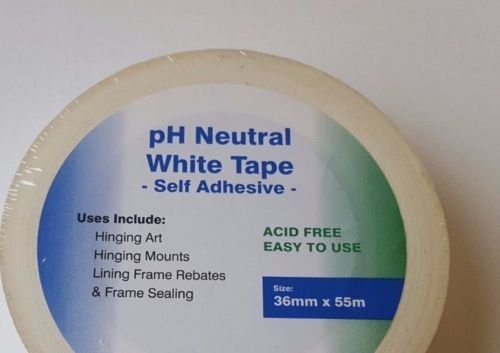 pH Neutral
White Tape
- Self Adhesive -
Uses Include:
Hinging Art
Hinging Mounts
Lining Frame Rebates
& Frame Sealing
ACID FREE
EASY TO USE
Size:
36mm x 55m